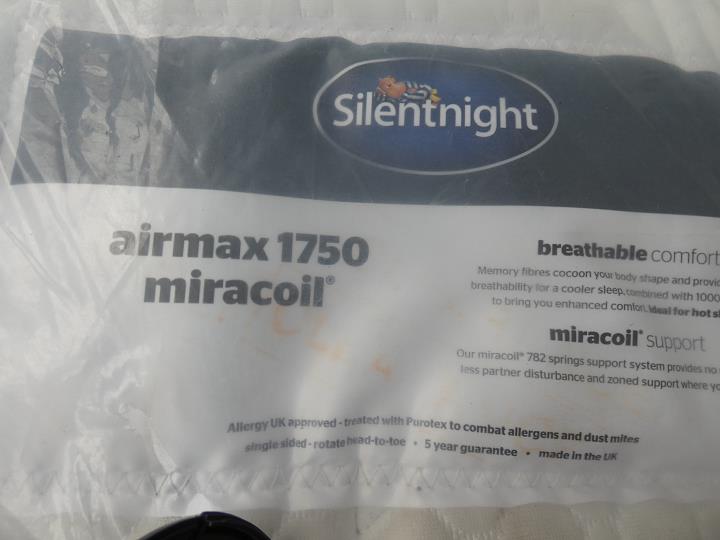 Silentnight
airmax 1750
miracoil®
breathable comfort
Memory fibres cocoon your body shape and
breathability for a cooler sleep, combined with 1000
to bring you enhanced comfort. Ideal for hot
miracoil® support
Our miracoil® 782 springs support system provides no
less partner disturbance and zoned support where
Allergy UK approved - treated with Purotex to combat allergens and dust mites
single sided - rotate head-to-toe • 5 year guarantee • made in the UK